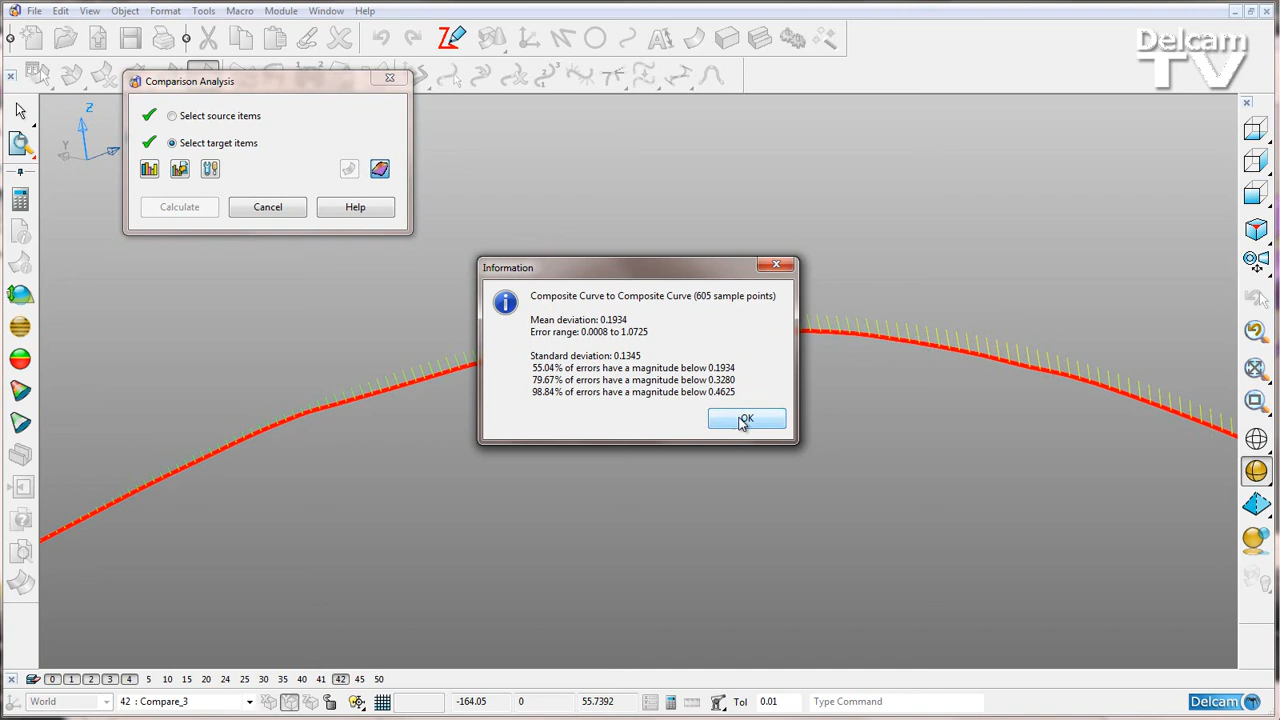 File Edit View Object Format Tools Macro Module Window Help
Delcam
TV
Comparison Analysis
Select source items
Select target items
Calculate Cancel Help
Z
Y
Information
Composite Curve to Composite Curve (605 sample points)
Mean deviation: 0.1934
Error range: 0.0008 to 1.0725
Standard deviation: 0.1345
55.04% of errors have a magnitude below 0.1934
79.67% of errors have a magnitude below 0.3280
98.84% of errors have a magnitude below 0.4625
OK
0 1 2 3 4 5 6 7 8 9 10 15 20 25 30 35 40 41 42 45 50
World 42 : Compare_3 -164.05 0 55.7392 Tol 0.01 Type Command Delcam